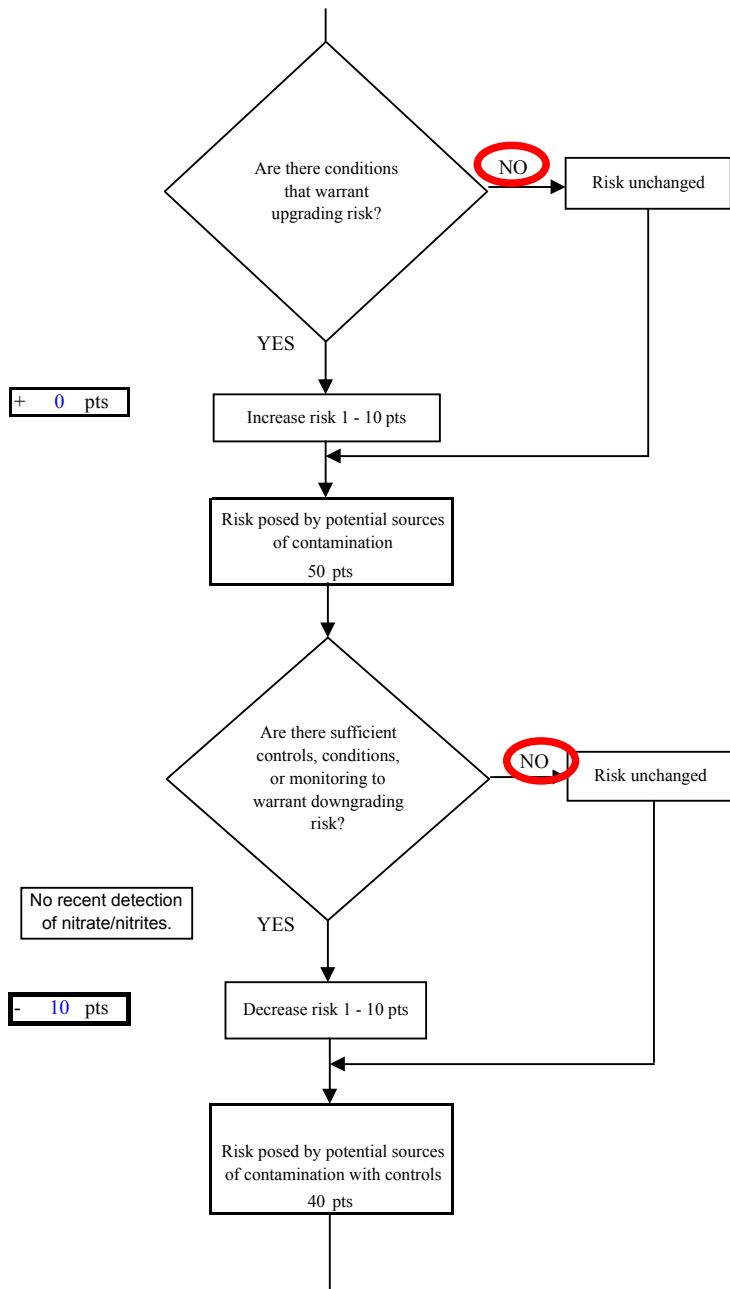 Are there conditions
that warrant
upgrading risk?
NO
Risk unchanged
YES
+ 0 pts
Increase risk 1 - 10 pts
Risk posed by potential sources
of contamination
50 pts
Are there sufficient
controls, conditions,
or monitoring to
warrant downgrading
risk?
NO
Risk unchanged
No recent detection
of nitrate/nitrites.
YES
- 10 pts
Decrease risk 1 - 10 pts
Risk posed by potential sources
of contamination with controls
40 pts